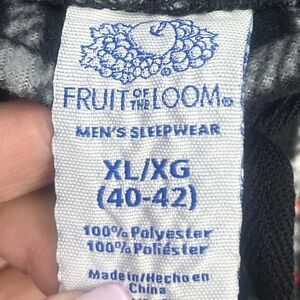 FRUIT OF THE LOOM®
MEN'S SLEEPWEAR
XL/XG
(40-42)
100% Polyester
100% Poliéster
Made in/Hecho en
China